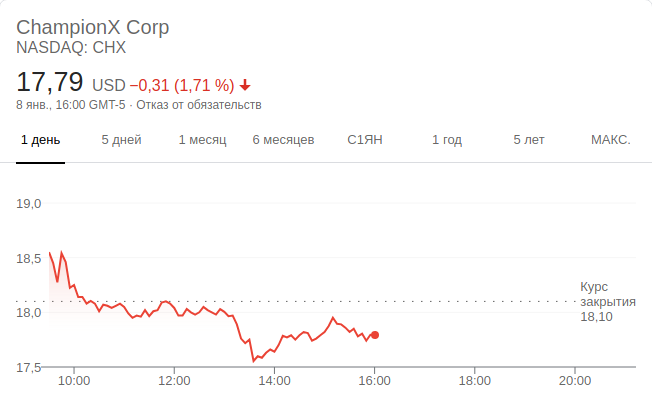 ChampionX Corp
NASDAQ: CHX
17,79 USD −0,31 (1,71 %)
8 янв., 16:00 GMT-5 · Отказ от обязательств
1 день 5 дней 1 месяц 6 месяцев С1ЯН 1 год 5 лет МАКС.
19,0
18,5
Курс
закрытия
18,10
18,0
17,5
10:00 12:00 14:00 16:00 18:00 20:00